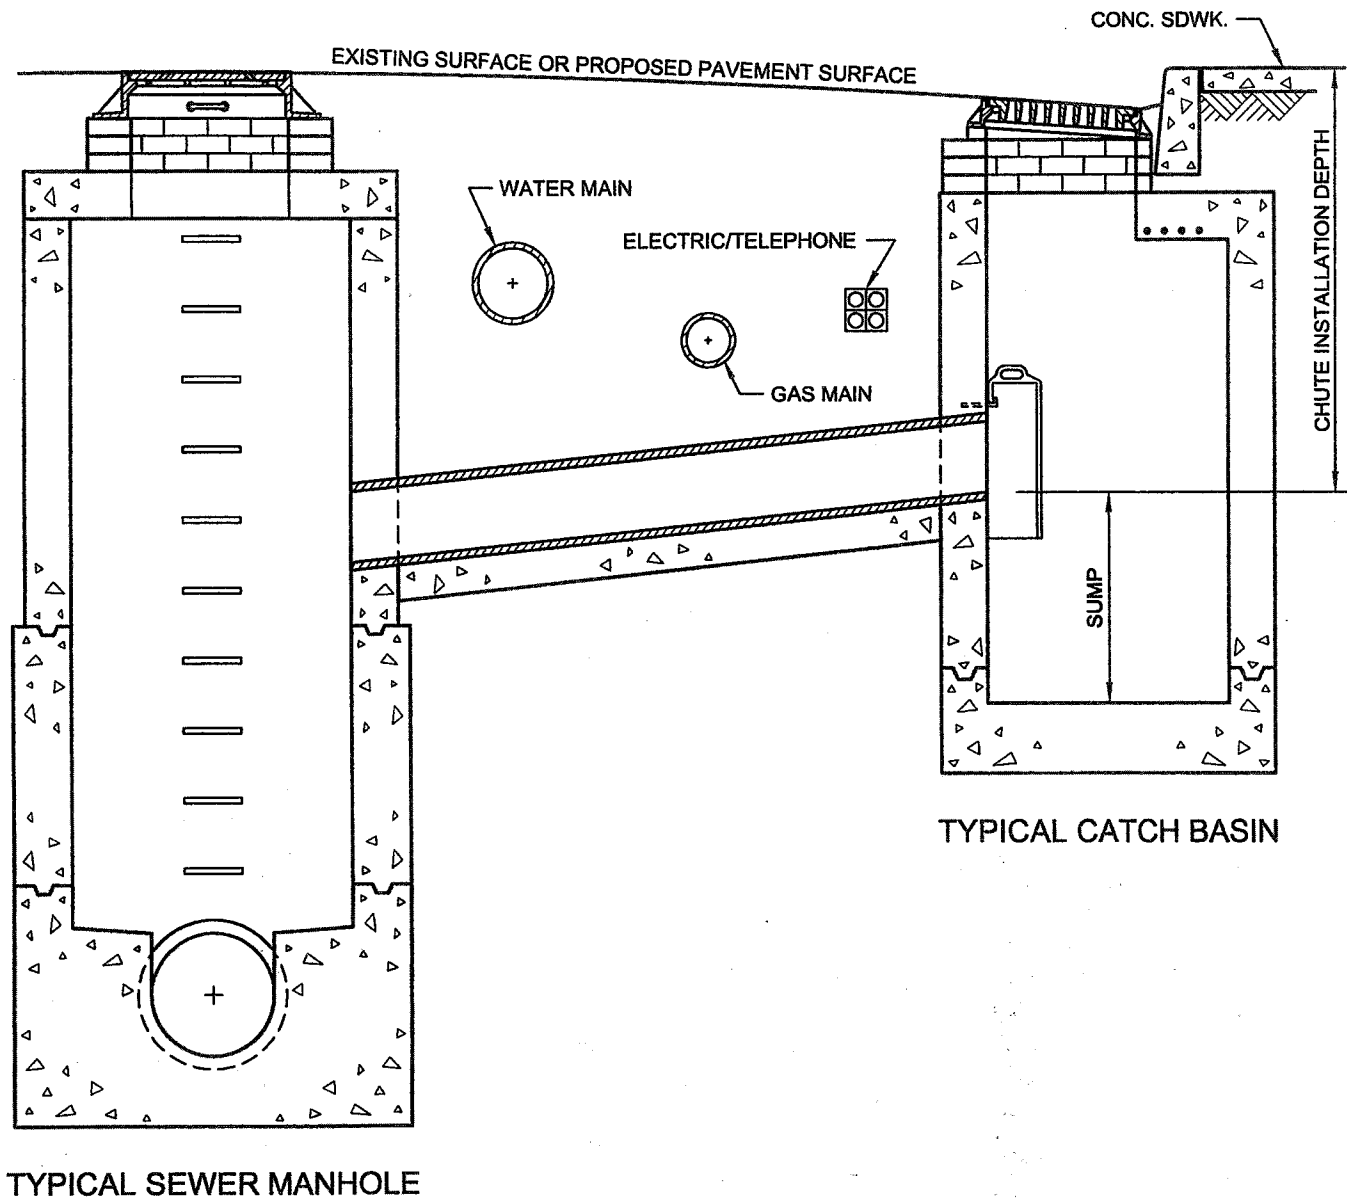 CONC. SDWK.
EXISTING SURFACE OR PROPOSED PAVEMENT SURFACE
WATER MAIN
ELECTRIC/TELEPHONE
GAS MAIN
CHUTE INSTALLATION DEPTH
SUMP
TYPICAL CATCH BASIN
TYPICAL SEWER MANHOLE